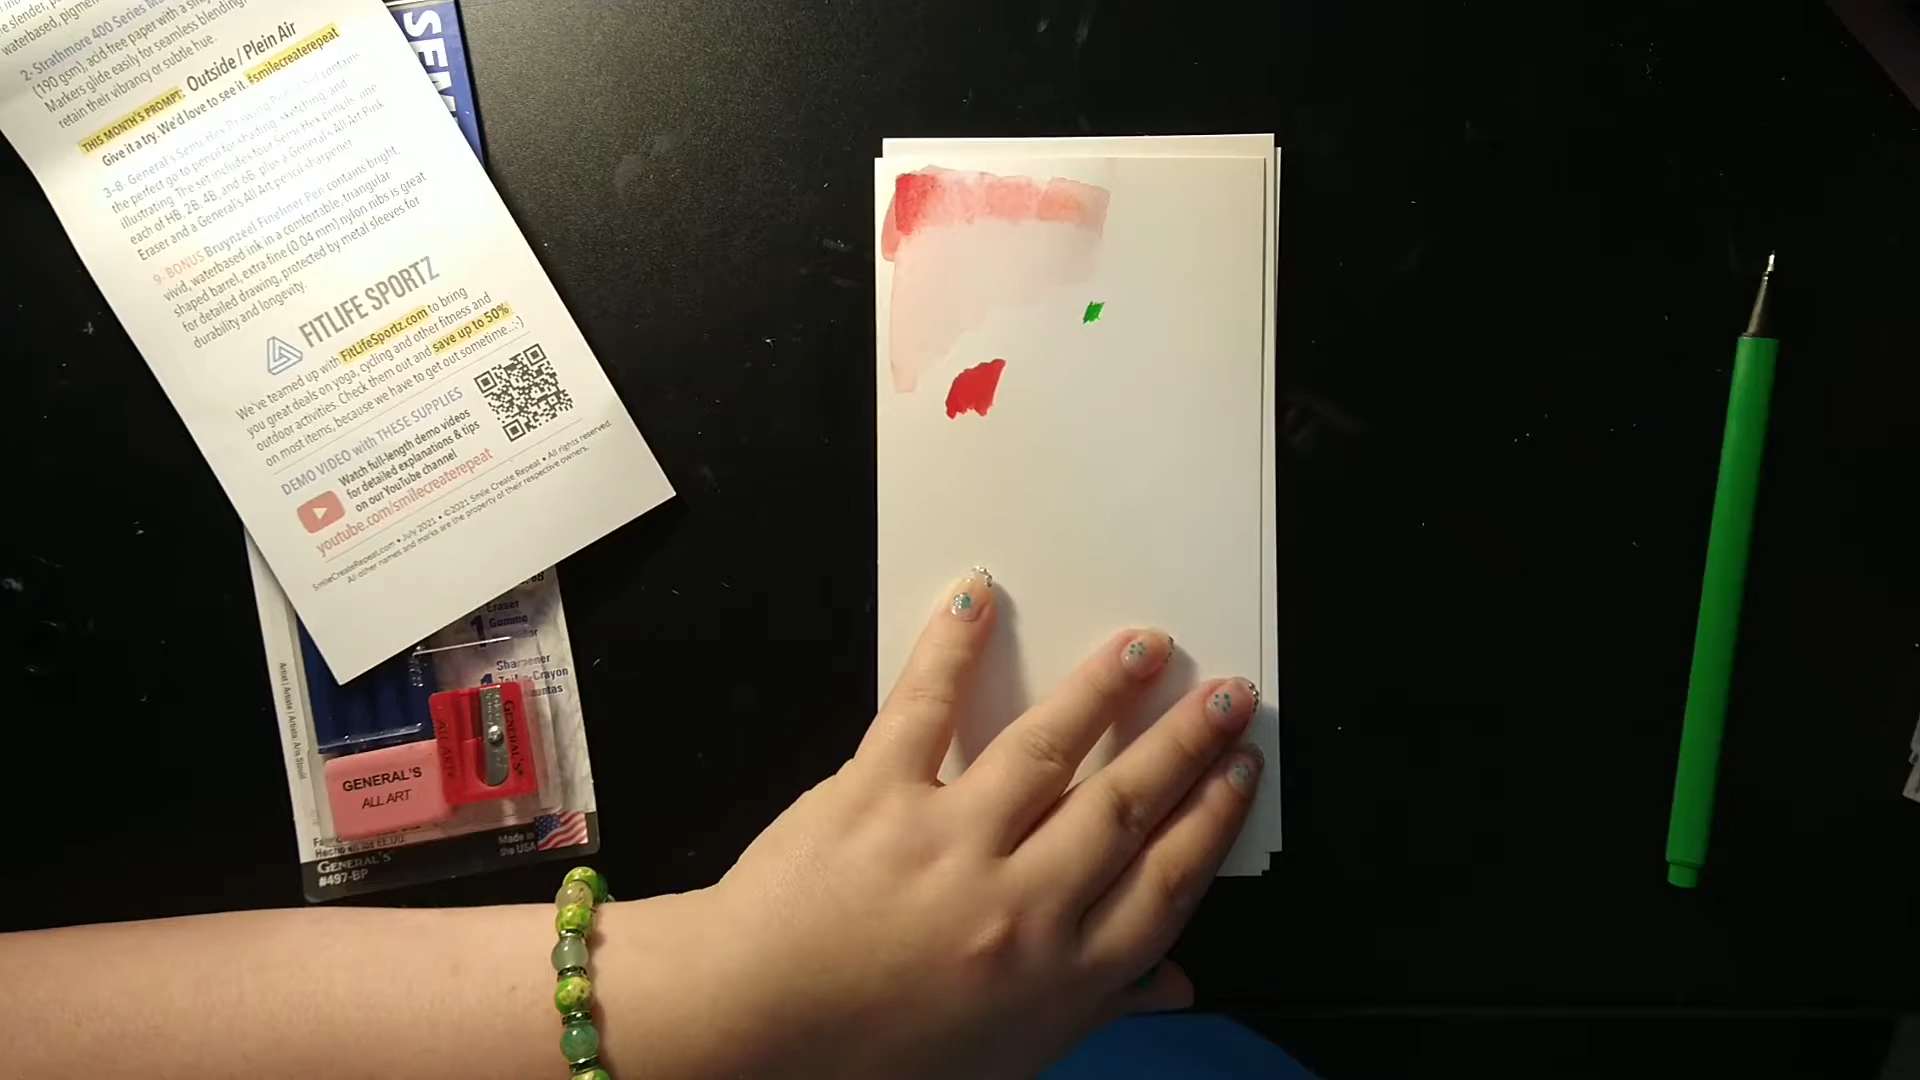 waterbased, pigmen
2- Strathmore 400 Series M
(190 gsm), acid-free paper with a
Markers glide easily for seamless blending
retain their vibrancy or subtle hue.
THIS MONTH'S PROMPT: Outside / Plein Air
Give it a try. We'd love to see it. #smilecreaterepeat
3-8- General's Semi-Hex Drawing Pencil Set contains
the perfect go to pencil for shading, sketching, and
illustrating. The set includes four Semi-Hex pencils, one
each of HB, 2B, 4B, and 6B, plus a General's All Art Pink
Eraser and a General's All Art pencil sharpener
9- BONUS Bruynzeel Fineliner Pen contains bright,
vivid, waterbased ink in a comfortable, triangular
shaped barrel, extra-fine (0.04 mm) nylon nibs is great
for detailed drawing, protected by metal sleeves for
durability and longevity.
FITLIFE SPORTZ
We've teamed up with FitLifeSportz.com to bring
you great deals on yoga, cycling and other fitness and
outdoor activities. Check them out and save up to 50%
on most items, because we have to get out sometime...:-)
DEMO VIDEO with THESE SUPPLIES
Watch full-length demo videos
for detailed explanations & tips
on our YouTube channel
youtube.com/smilecreaterepeat
SmileCreateRepeat.com • July 2021 • ©2021 Smile Create Repeat • All rights reserved.
All other names and marks are the property of their respective owners.
SEM
Eraser
1 Gomme
Sharpener
1
GENERAL'S
ALL ART
GENERAL'S
ALL ART
Made in
the USA
Hecho en los EE.UU.
GENERAL'S
#497-BP